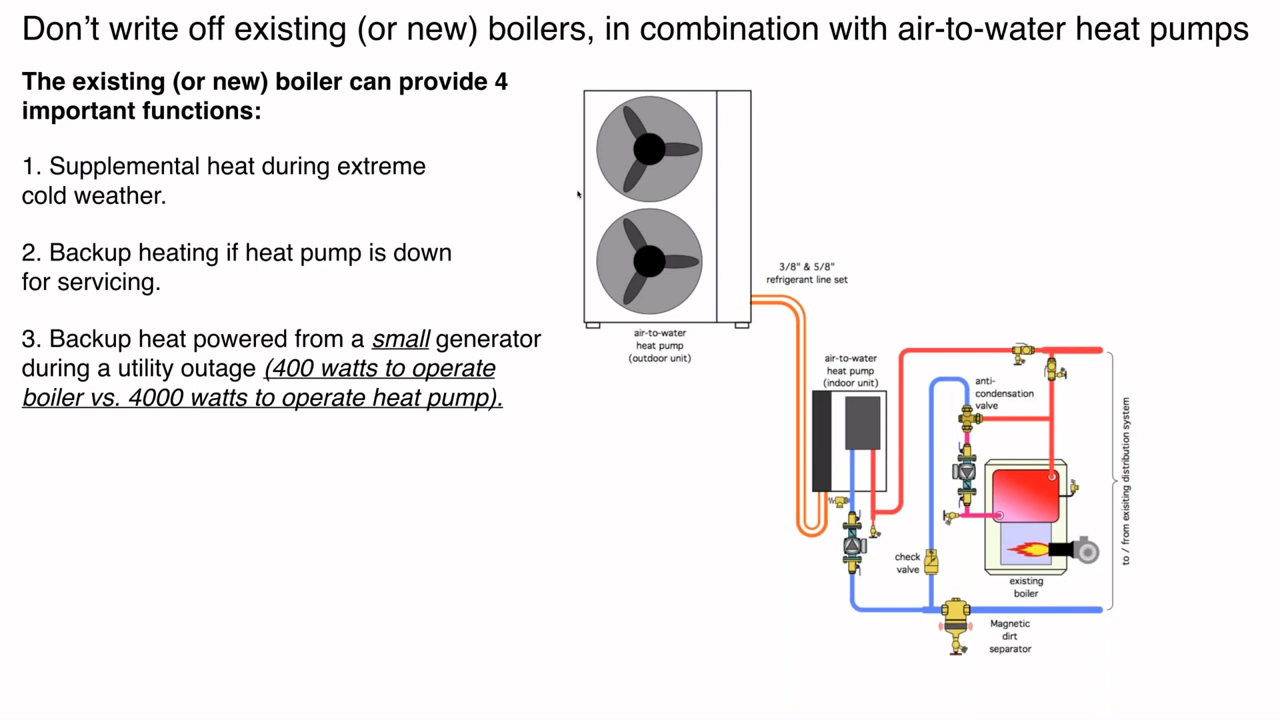 Don't write off existing (or new) boilers, in combination with air-to-water heat pumps
The existing (or new) boiler can provide 4
important functions:
1. Supplemental heat during extreme
cold weather.
2. Backup heating if heat pump is down
for servicing.
3. Backup heat powered from a small generator
during a utility outage (400 watts to operate
boiler vs. 4000 watts to operate heat pump).
3/8" & 5/8"
refrigerant line set
air-to-water
heat pump
(outdoor unit)
air-to-water
heat pump
(indoor unit)
anti-
condensation
valve
check
valve
existing
boiler
Magnetic
dirt
separator
to / from exisiting distribution system